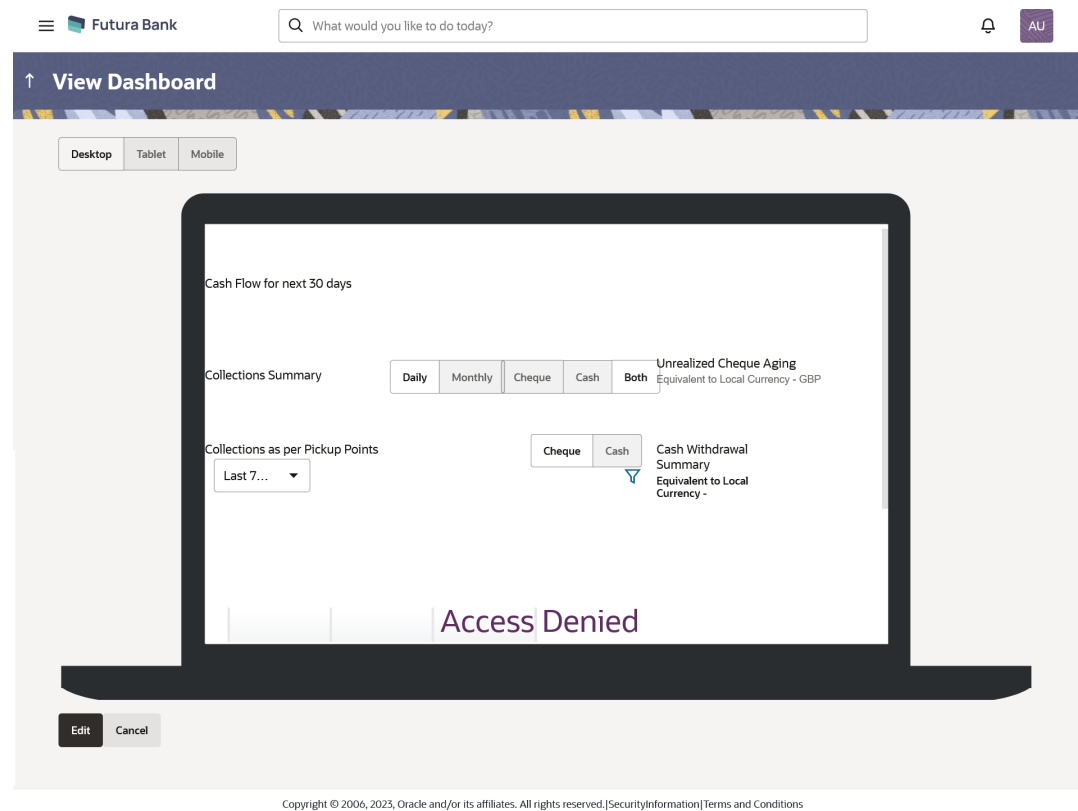 Futura Bank
What would you like to do today?
AU
View Dashboard
Desktop Tablet Mobile
Cash Flow for next 30 days
Collections Summary
Daily Monthly Cheque Cash Both
Unrealized Cheque Aging
Equivalent to Local Currency - GBP
Collections as per Pickup Points
Last 7...
Cheque Cash
Cash Withdrawal
Summary
Equivalent to Local
Currency -
Access Denied
Edit Cancel
Copyright © 2006, 2023, Oracle and/or its affiliates. All rights reserved.|SecurityInformation|Terms and Conditions